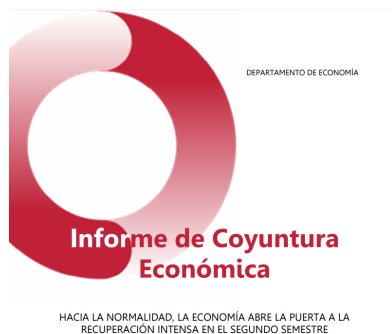 DEPARTAMENTO DE ECONOMÍA
Informe de Coyuntura
Económica
HACIA LA NORMALIDAD, LA ECONOMÍA ABRE LA PUERTA A LA
RECUPERACIÓN INTENSA EN EL SEGUNDO SEMESTRE